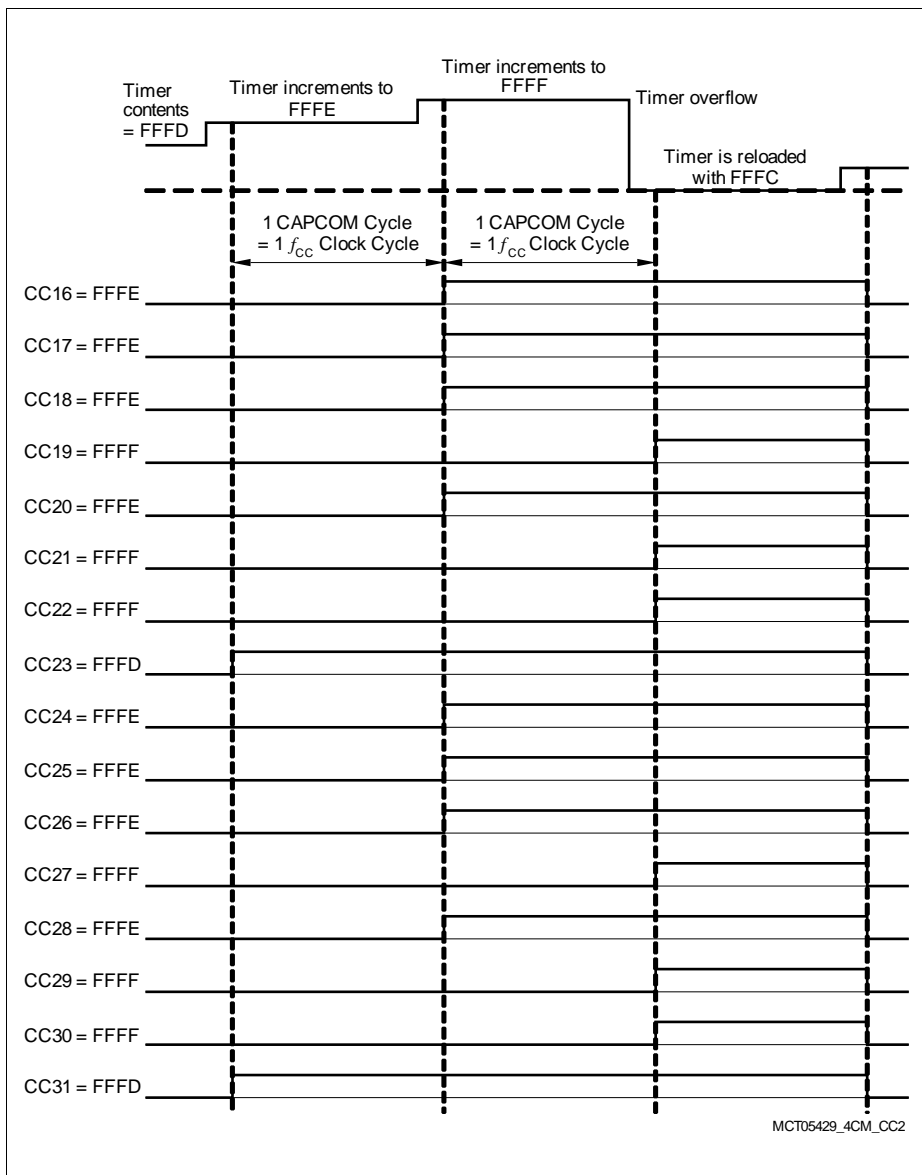 Timer
contents
= FFFD
Timer increments to
FFFE
Timer increments to
FFFF
Timer overflow
Timer is reloaded
with FFFC
1 CAPCOM Cycle
= 1 fCC Clock Cycle
1 CAPCOM Cycle
= 1 fCC Clock Cycle
CC16 = FFFE
CC17 = FFFE
CC18 = FFFE
CC19 = FFFF
CC20 = FFFE
CC21 = FFFF
CC22 = FFFF
CC23 = FFFD
CC24 = FFFE
CC25 = FFFE
CC26 = FFFE
CC27 = FFFF
CC28 = FFFE
CC29 = FFFF
CC30 = FFFF
CC31 = FFFD
MCT05429_4CM_CC2